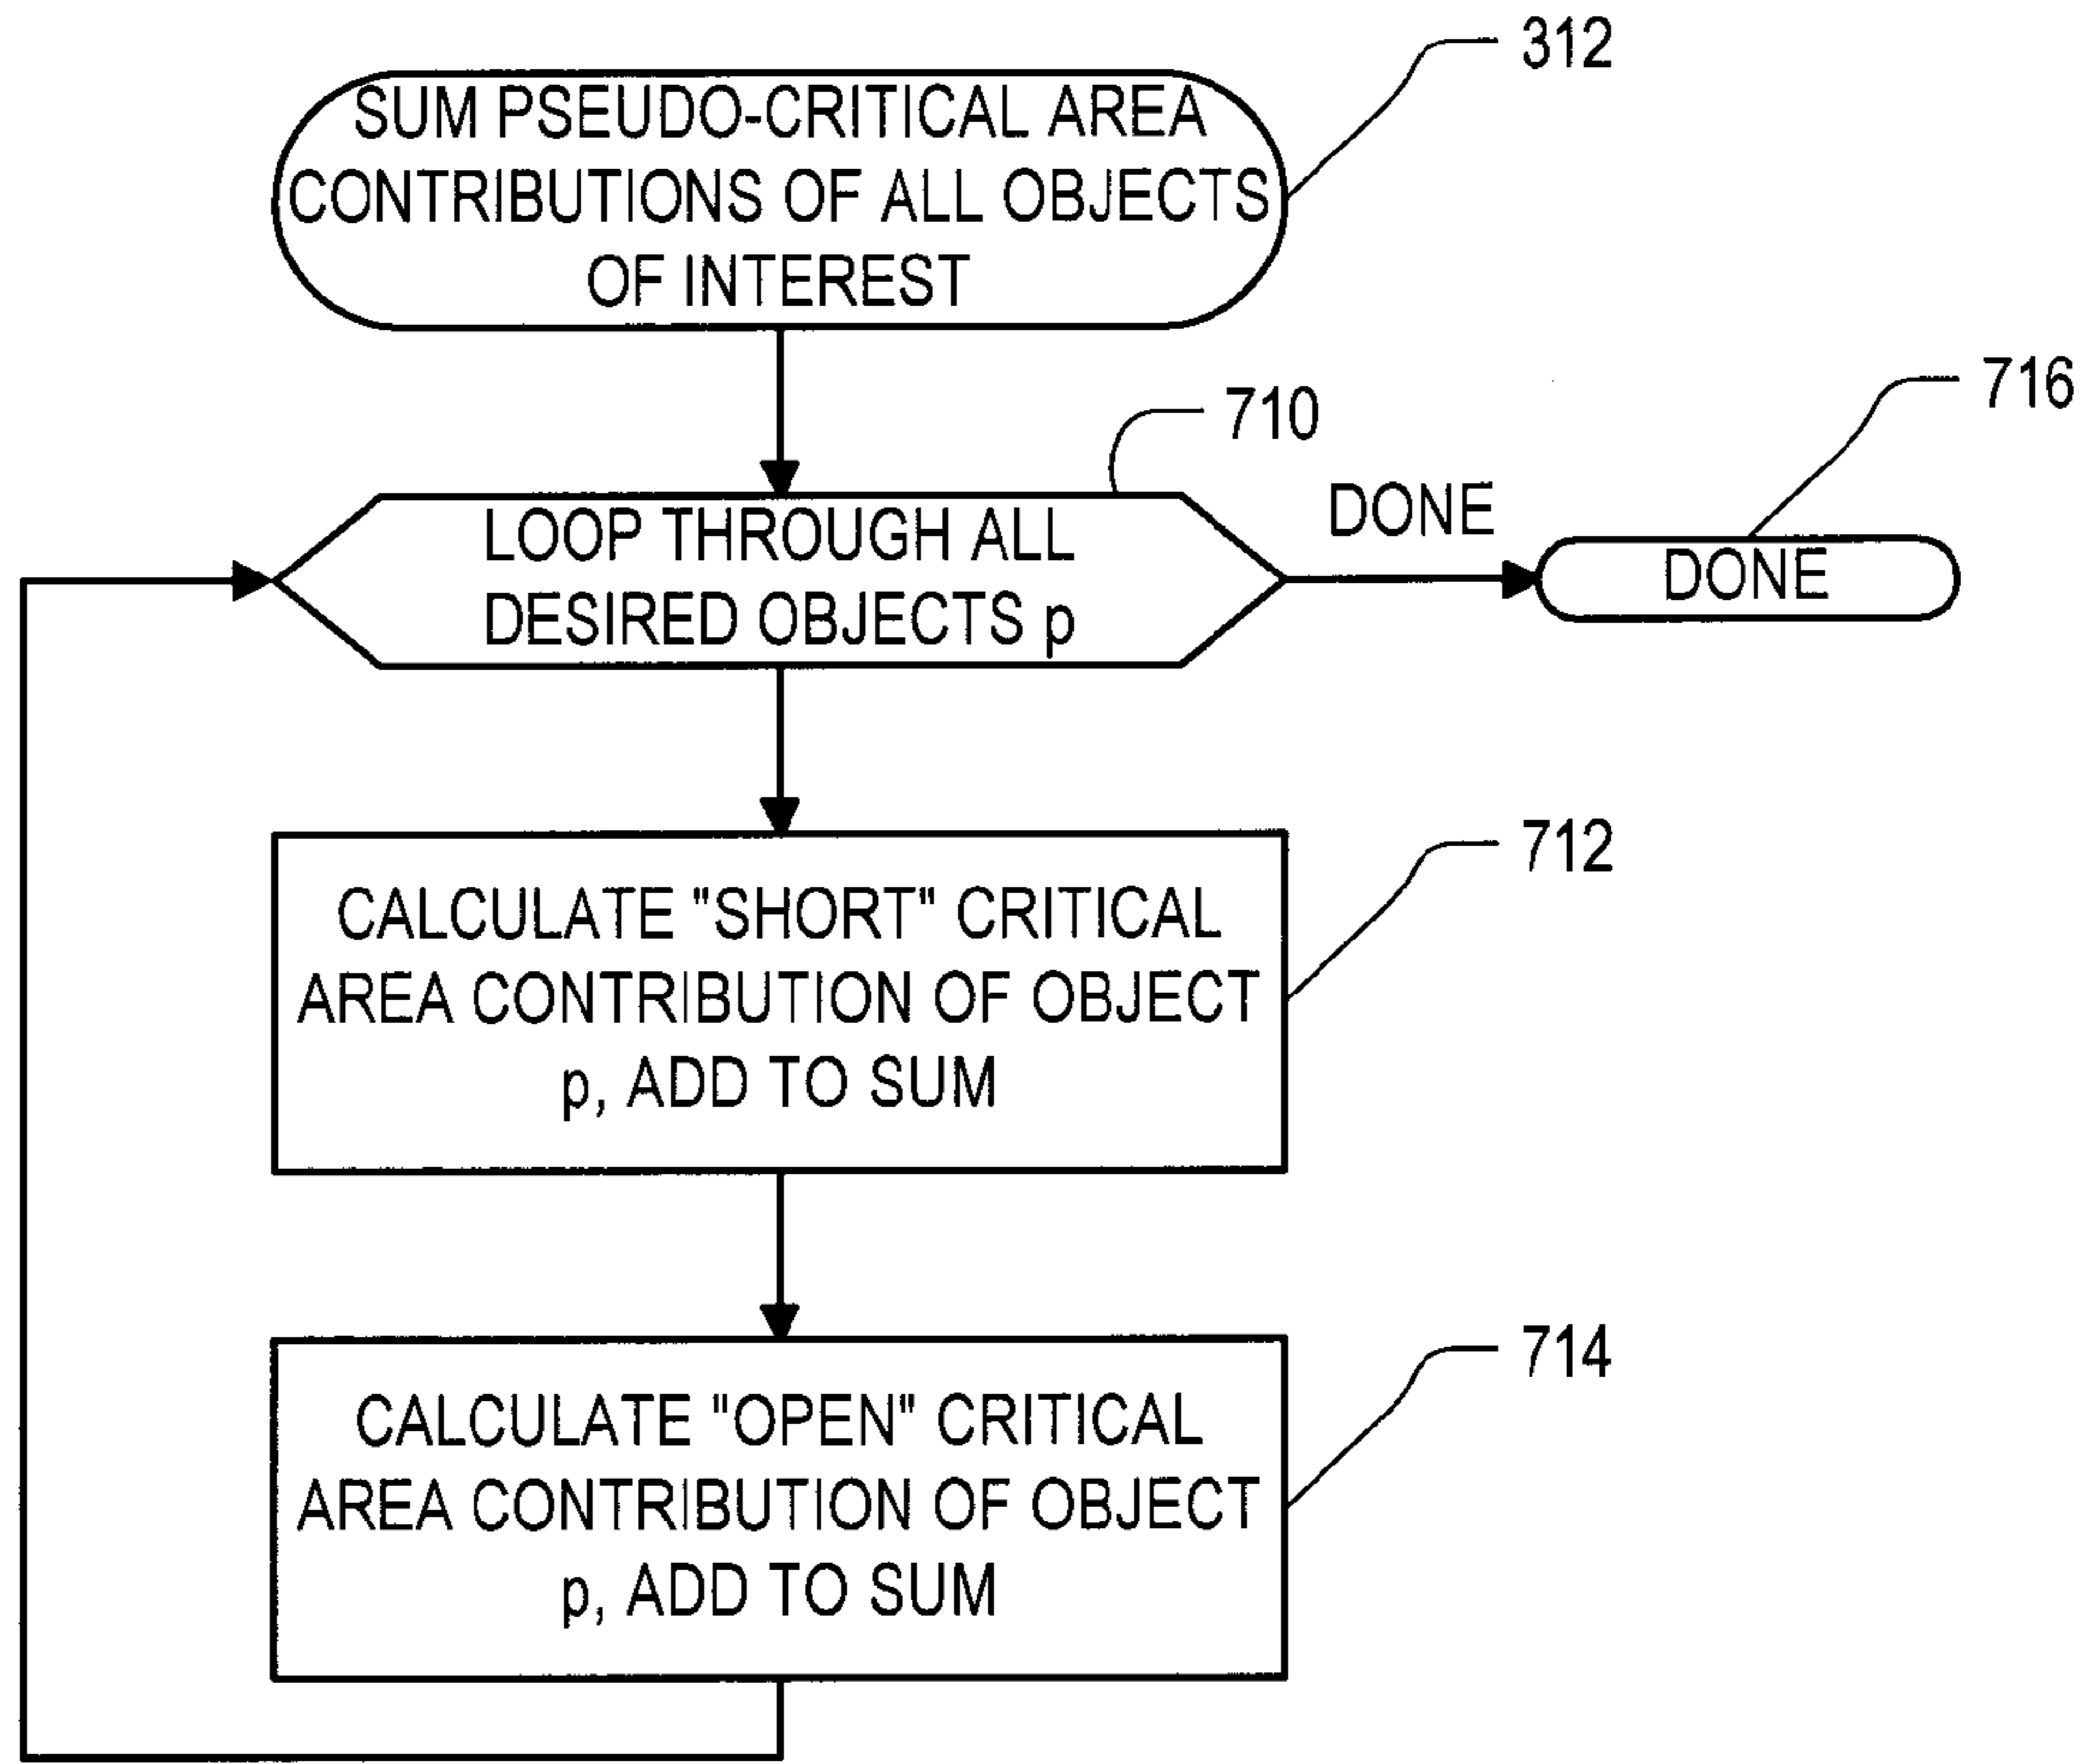 312
SUM PSEUDO-CRITICAL AREA
CONTRIBUTIONS OF ALL OBJECTS
OF INTEREST
716
710
DONE
LOOP THROUGH ALL
DESIRED OBJECTS p
DONE
712
CALCULATE "SHORT" CRITICAL
AREA CONTRIBUTION OF OBJECT
p, ADD TO SUM
714
CALCULATE "OPEN" CRITICAL
AREA CONTRIBUTION OF OBJECT
p, ADD TO SUM